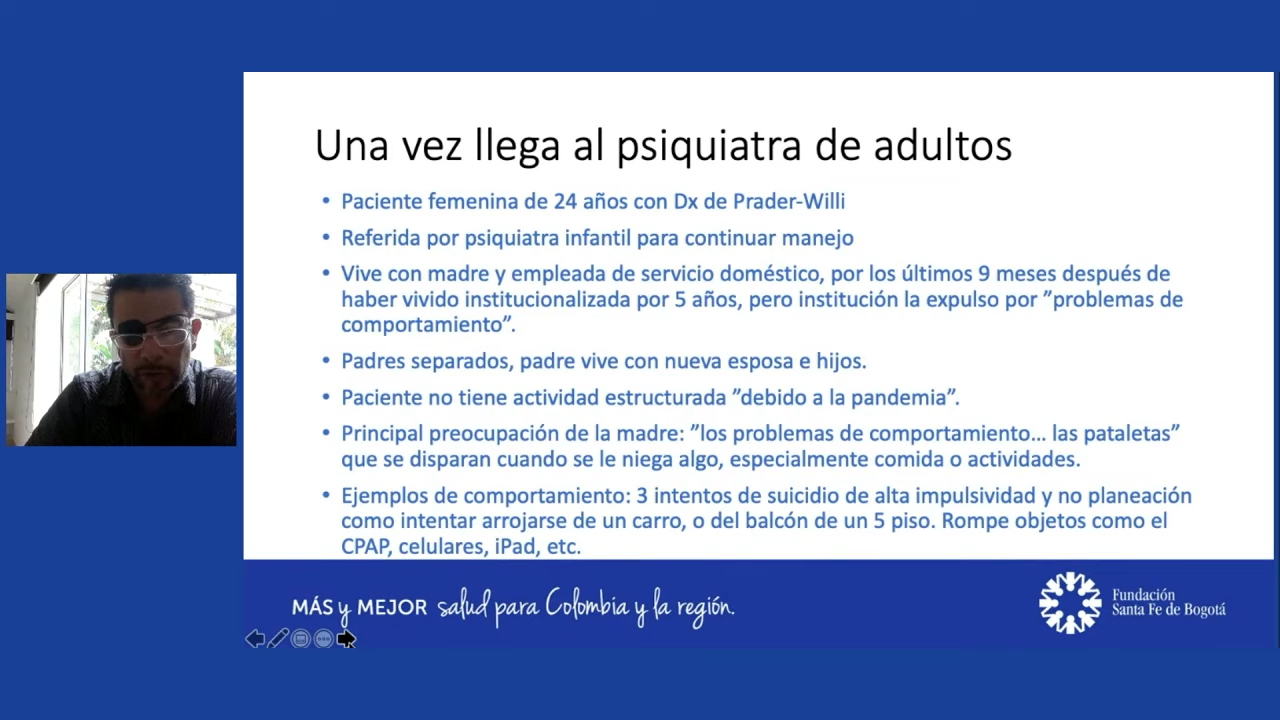 Una vez llega al psiquiatra de adultos
• Paciente femenina de 24 años con Dx de Prader-Willi
• Referida por psiquiatra infantil para continuar manejo
• Vive con madre y empleada de servicio doméstico, por los últimos 9 meses después de
haber vivido institucionalizada por 5 años, pero institución la expulso por ”problemas de
comportamiento”.
• Padres separados, padre vive con nueva esposa e hijos.
• Paciente no tiene actividad estructurada ”debido a la pandemia”.
• Principal preocupación de la madre: ”los problemas de comportamiento... las pataletas”
que se disparan cuando se le niega algo, especialmente comida o actividades.
• Ejemplos de comportamiento: 3 intentos de suicidio de alta impulsividad y no planeación
como intentar arrojarse de un carro, o del balcón de un 5 piso. Rompe objetos como el
CPAP, celulares, iPad, etc.
MÁS y MEJOR salud para Colombia y la región.
Fundación
Santa Fe de Bogotá